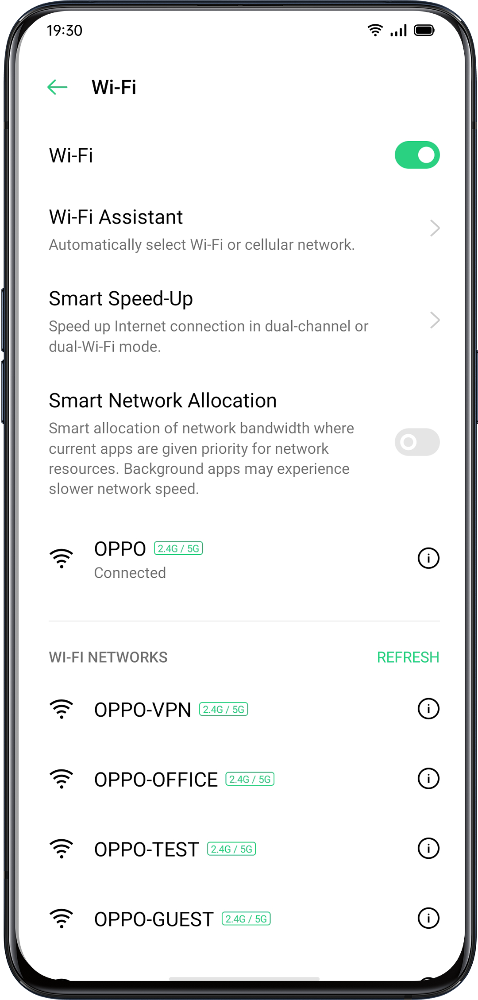 19:30
Wi-Fi
Wi-Fi
Wi-Fi Assistant
Automatically select Wi-Fi or cellular network.
Smart Speed-Up
Speed up Internet connection in dual-channel or
dual-Wi-Fi mode.
Smart Network Allocation
Smart allocation of network bandwidth where
current apps are given priority for network
resources. Background apps may experience
slower network speed.
OPPO 2.4G / 5G
Connected
WI-FI NETWORKS REFRESH
OPPO-VPN 2.4G / 5G
OPPO-OFFICE 2.4G / 5G
OPPO-TEST 2.4G / 5G
OPPO-GUEST 2.4G / 5G